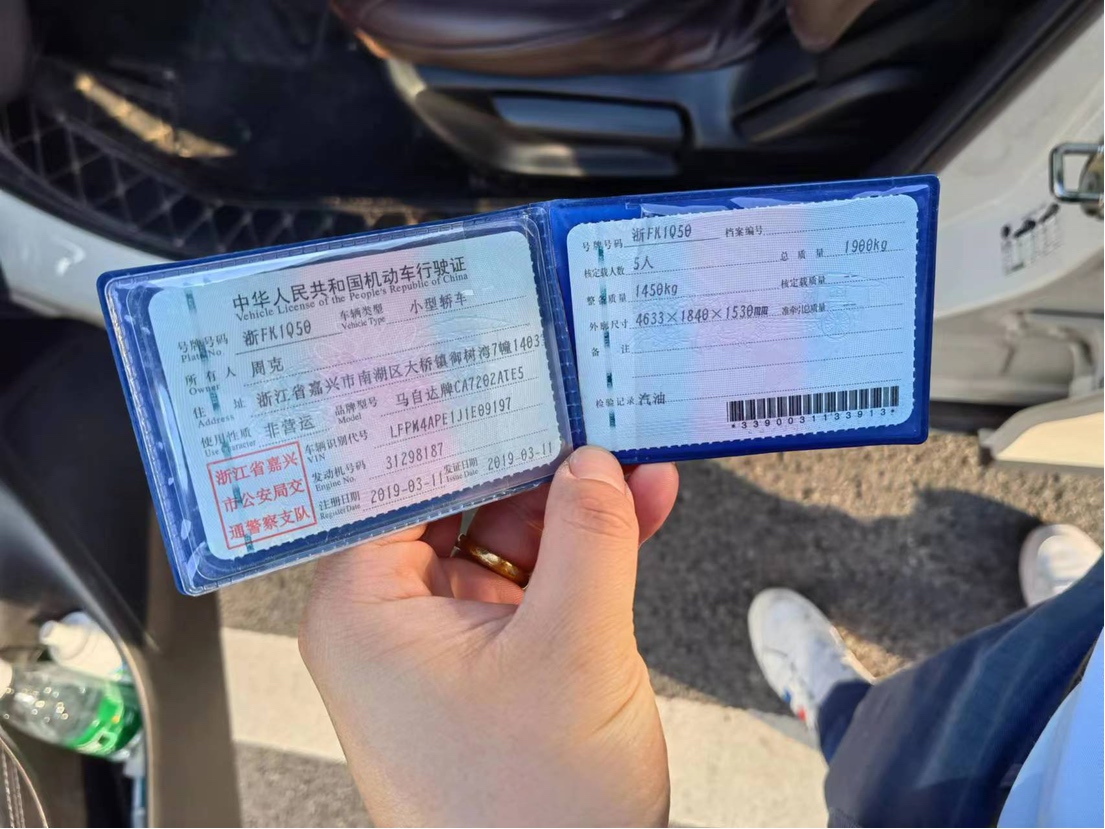 中华人民共和国机动车行驶证
Vehicle License of the People's Republic of China
号牌号码 浙FK1Q50 车辆类型 小型轿车
Plate No. Vehicle Type
所有人 周克
Owner
住址 浙江省嘉兴市南湖区大桥镇御树湾7幢1403
Address
使用性质 非营运 品牌型号 马自达牌CA7202ATE5
Use Character Model
车辆识别代号 LFPM4APE1J1E09197
VIN
发动机号码 31298187
Engine No.
注册日期 2019-03-11 发证日期 2019-03-11
Register Date Issue Date
浙江省嘉兴
市公安局交
通警察支队
号牌号码 浙FK1Q50 档案编号
核定载人数 5人 总质量 1900kg
整备质量 1450kg 核定载质量
外廓尺寸 4633×1840×1530mm 准牵引总质量
备注
检验记录 汽油
*3390031133913*